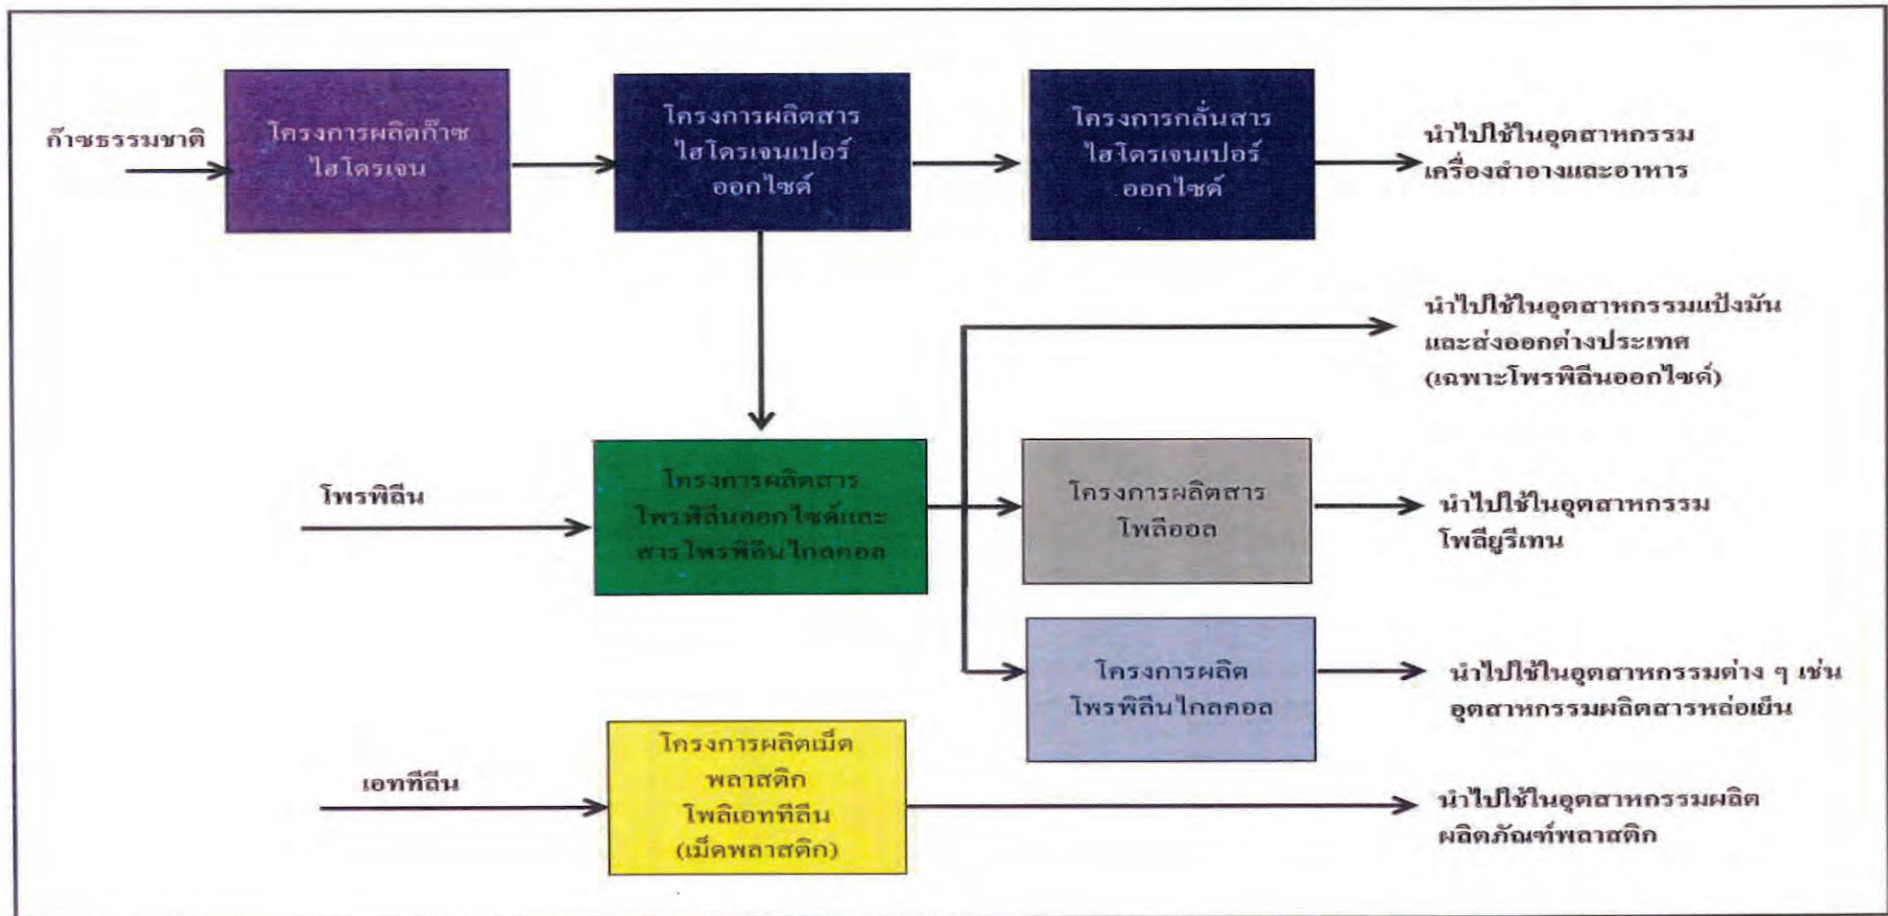 ก๊าซธรรมชาติ
โครงการผลิตก๊าซ
ไฮโดรเจน
โครงการผลิตสาร
ไฮโดรเจนเปอร์
ออกไซด์
โครงการกลั่นสาร
ไฮโดรเจนเปอร์
ออกไซด์
นำไปใช้ในอุตสาหกรรม
เครื่องสำอางและอาหาร
นำไปใช้ในอุตสาหกรรมแป้งมัน
และส่งออกต่างประเทศ
(เฉพาะโพรพิลีนออกไซด์)
โพรพิลีน
โครงการผลิตสาร
โพรพิลีนออกไซด์และ
สารโพรพิลีนไกลคอล
โครงการผลิตสาร
โพลีออล
นำไปใช้ในอุตสาหกรรม
โพลียูรีเทน
โครงการผลิต
โพรพิลีนไกลคอล
นำไปใช้ในอุตสาหกรรมต่าง ๆ เช่น
อุตสาหกรรมผลิตสารหล่อเย็น
เอททีลีน
โครงการผลิตเม็ด
พลาสติก
โพลิเอททีลีน
(เม็ดพลาสติก)
นำไปใช้ในอุตสาหกรรมผลิต
ผลิตภัณฑ์พลาสติก